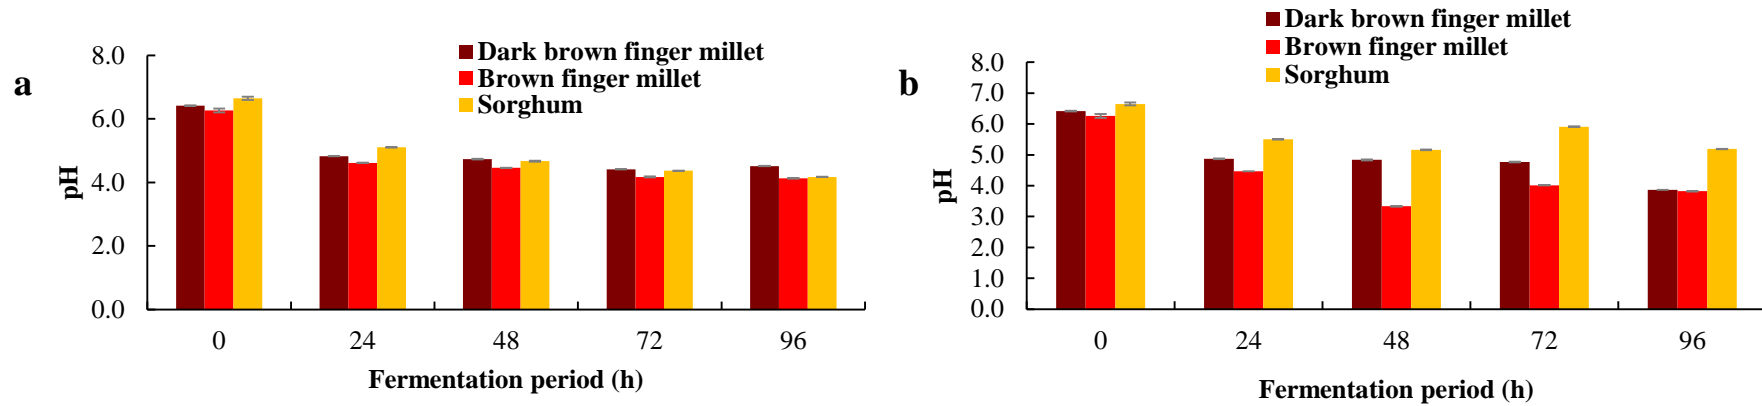 a
Dark brown finger millet
Brown finger millet
Sorghum
8.0
6.0
4.0
2.0
0.0
pH
0 24 48 72 96
Fermentation period (h)
b
Dark brown finger millet
Brown finger millet
Sorghum
8.0
7.0
6.0
5.0
4.0
3.0
2.0
1.0
0.0
pH
0 24 48 72 96
Fermentation period (h)